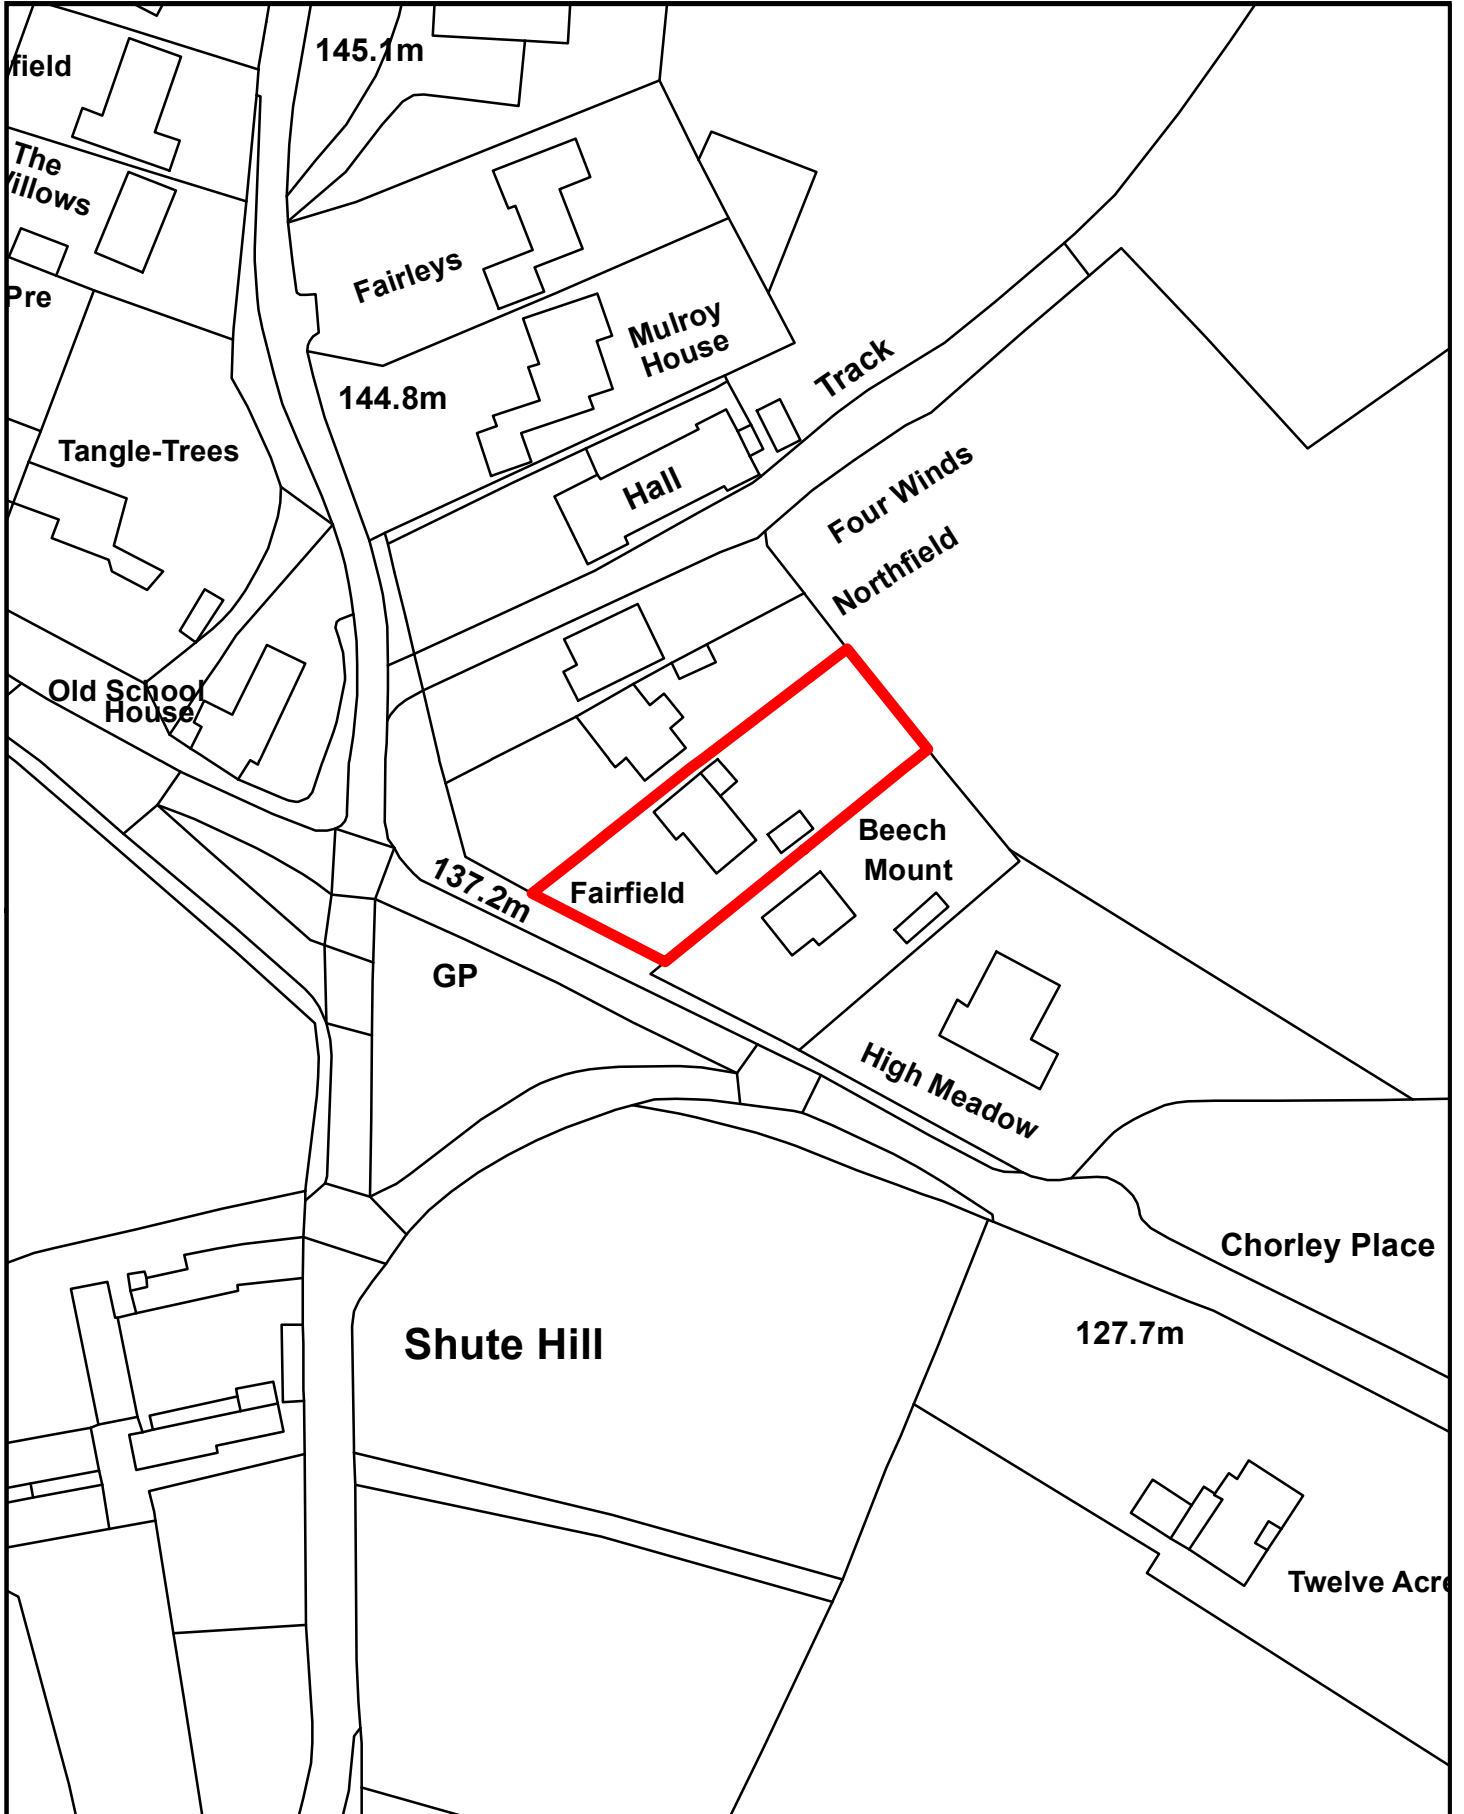 145.1m
field
The
Villows
Fairleys
Pre
Mulroy
House
Track
144.8m
Tangle-Trees
Hall
Four Winds
Northfield
Old School
House
Beech
Mount
137.2m
Fairfield
GP
High Meadow
Chorley Place
127.7m
Shute Hill
Twelve Acre